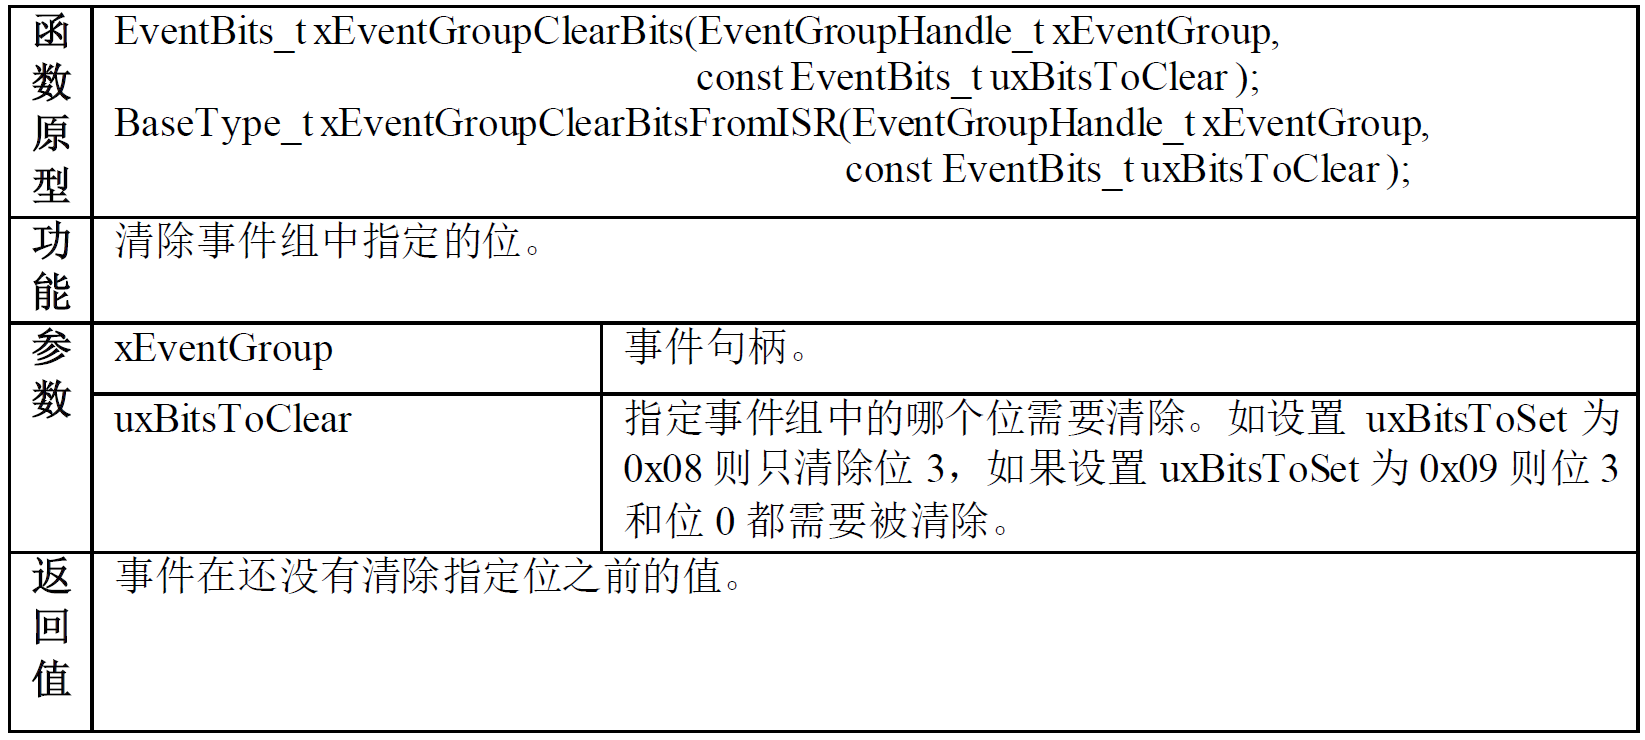 函数原型
EventBits_t xEventGroupClearBits(EventGroupHandle_t xEventGroup,
const EventBits_t uxBitsToClear );
BaseType_t xEventGroupClearBitsFromISR(EventGroupHandle_t xEventGroup,
const EventBits_t uxBitsToClear );
功能
清除事件组中指定的位。
参数
xEventGroup
事件句柄。
uxBitsToClear
指定事件组中的哪个位需要清除。如设置 uxBitsToSet 为
0x08 则只清除位 3，如果设置 uxBitsToSet 为 0x09 则位 3
和位 0 都需要被清除。
返回值
事件在还没有清除指定位之前的值。